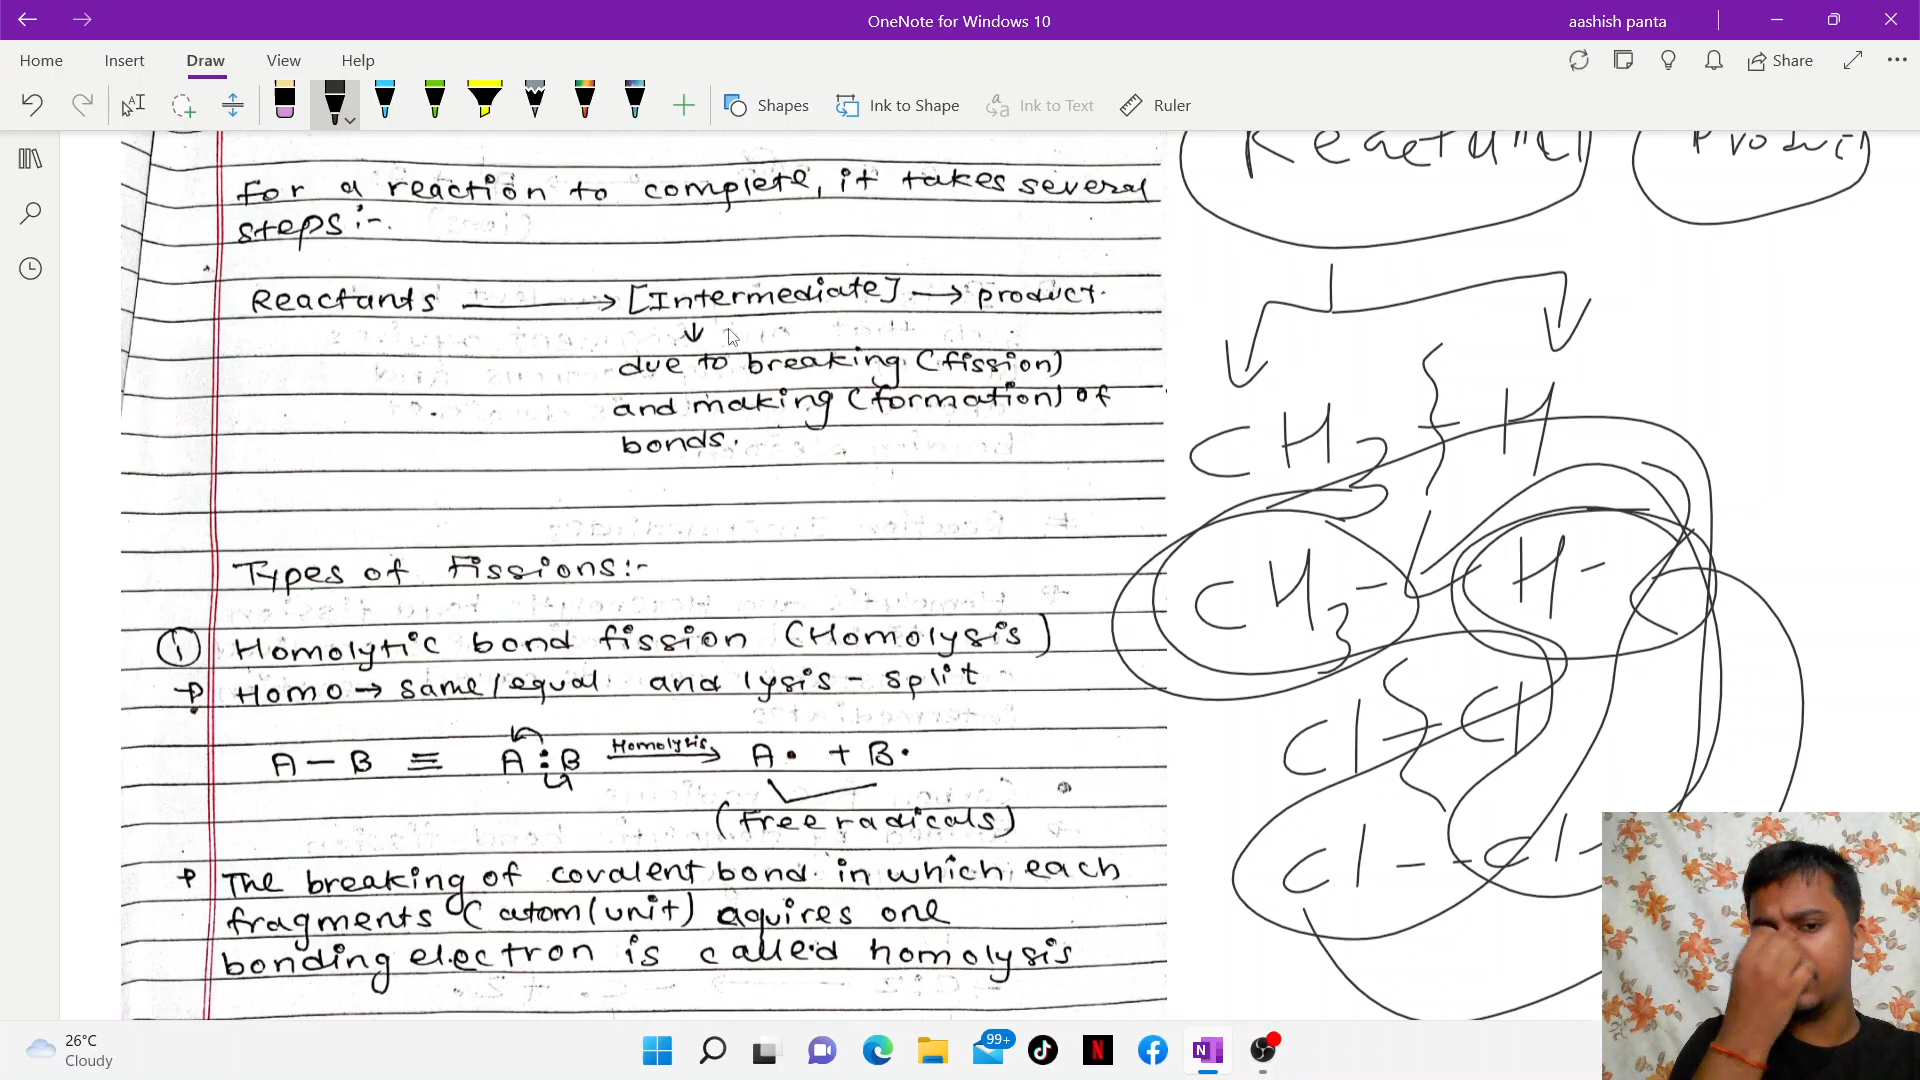 OneNote for Windows 10
aashish panta
Home
Insert
Draw
View
Help
Share
Shapes
Ink to Shape
Ink to Text
Ruler
for a reaction to complete, it takes several
steps :-
Reactants → [Intermediate] → product.
↓
due to breaking (fission)
and making (formation) of
bonds.
Types of Fissions:-
① Homolytic bond fission (Homolysis)
Homo → same/equal. and lysis - split
A — B ≡ A : B Homolysis → A• + B•
(free radicals)
The breaking of covalent bond in which each
fragments (atom/unit) aquires one
bonding electron is called homolysis
Reactant
CH3 - H
CH3 - H -
Cl - Cl
Cl - - Cl -
26°C
Cloudy
99+